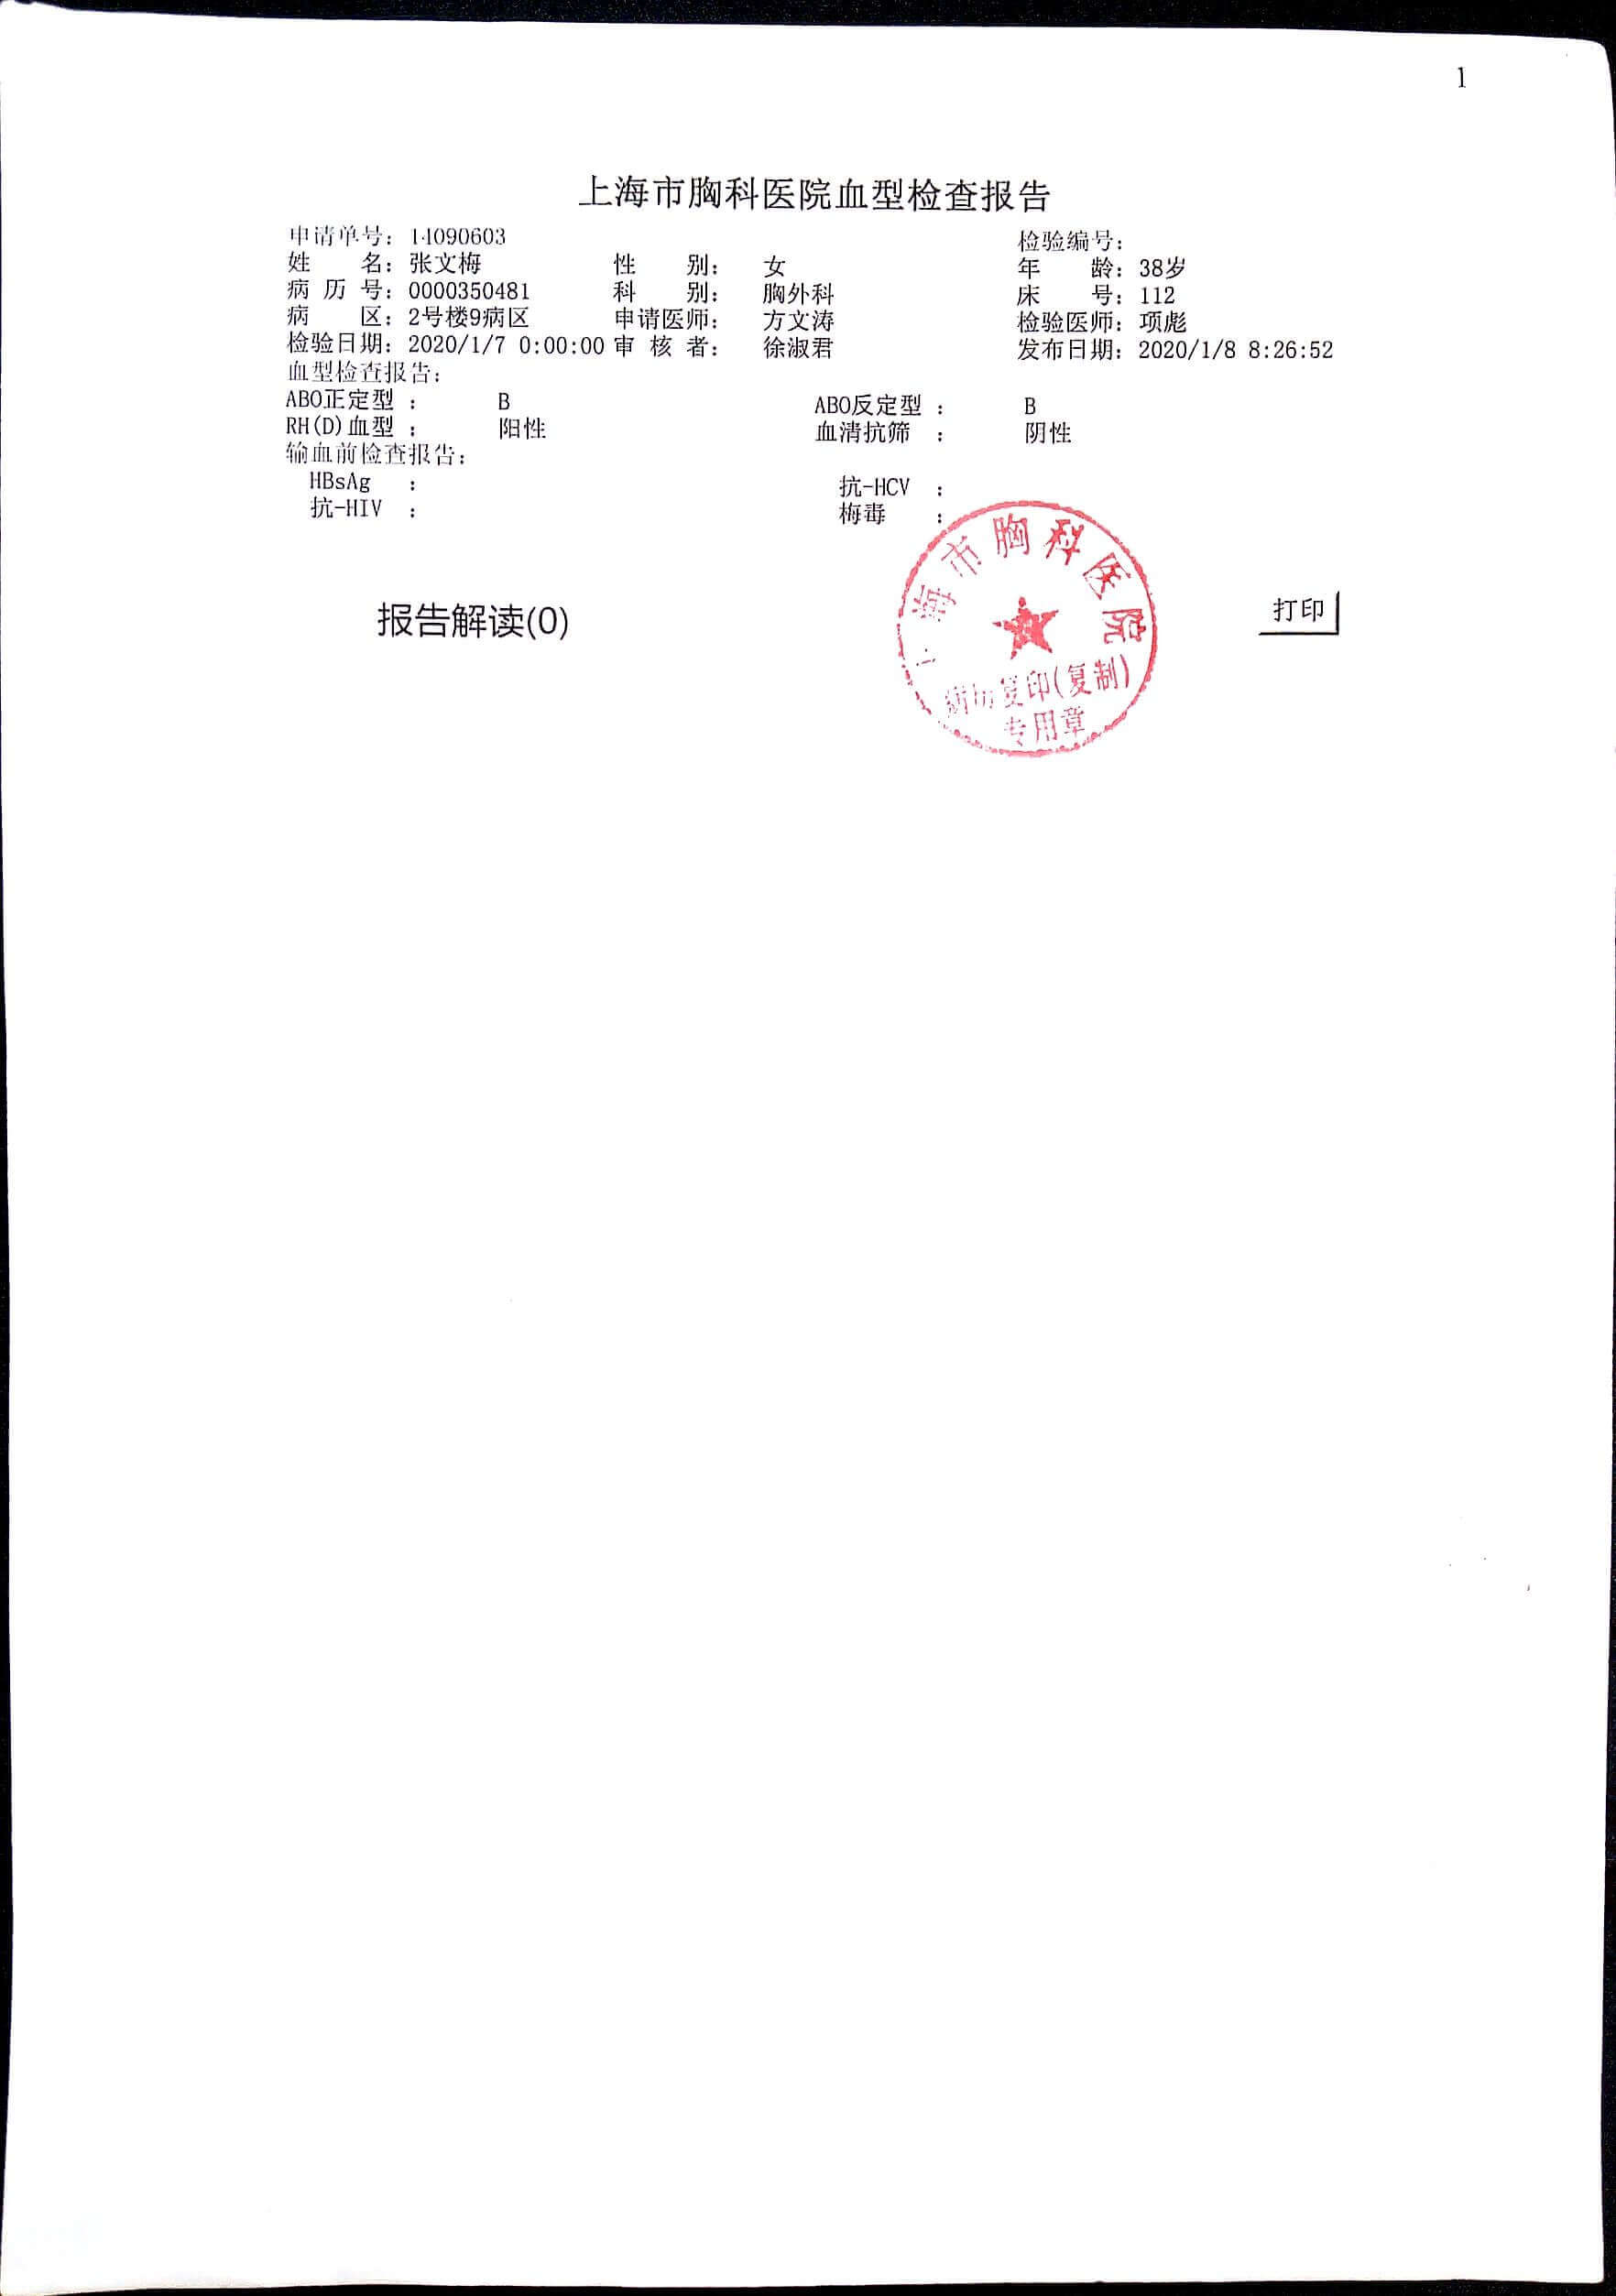 1
上海市胸科医院血型检查报告
申请单号: 14090603 检验编号:
姓 名: 张文梅 性 别: 女 年 龄: 38岁
病 历 号: 0000350481 科 别: 胸外科 床 号: 112
病 区: 2号楼9病区 申请医师: 方文涛 检验医师: 项彪
检验日期: 2020/1/7 0:00:00 审 核 者: 徐淑君 发布日期: 2020/1/8 8:26:52
血型检查报告:
ABO正定型 : B ABO反定型 : B
RH(D)血型 : 阳性 血清抗筛 : 阴性
输血前检查报告:
HBsAg : 抗-HCV :
抗-HIV : 梅毒 :
上海市胸科医院
病历复印(复制)
专用章
报告解读(0) 打印